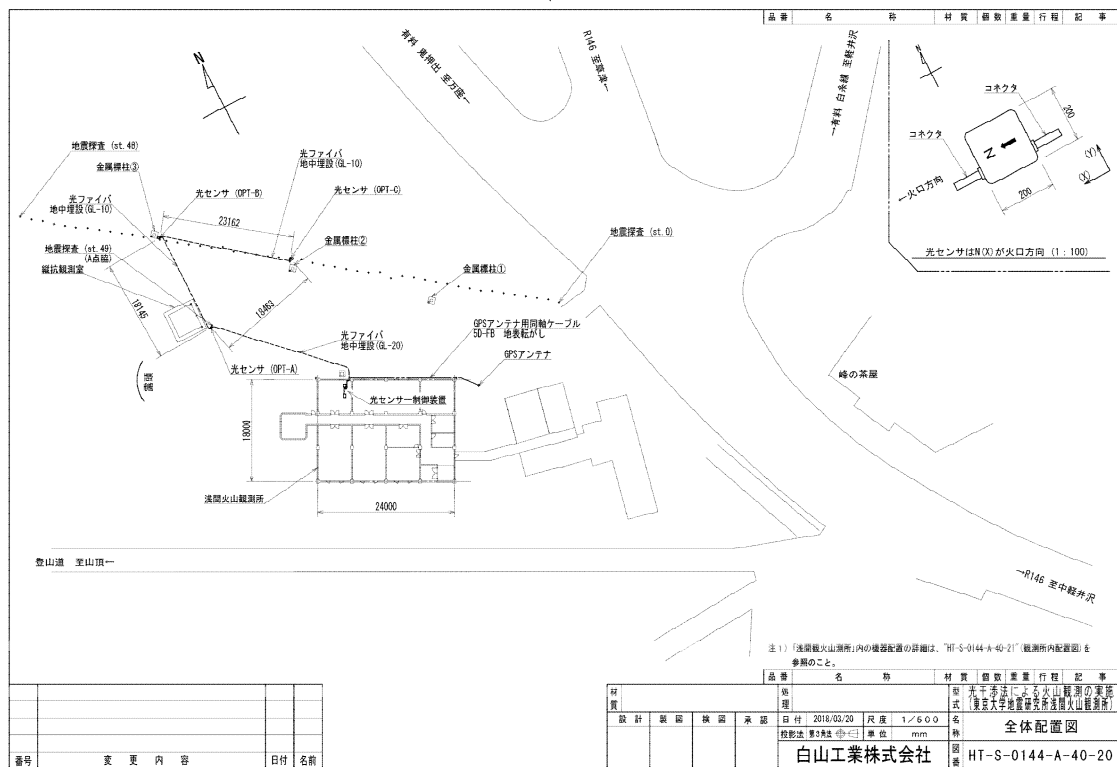 品番 名 称 材質 個数 重量 行程 記 事
N
有料 鬼押出 至万座←
R146 至草津←
→有料 白糸線 至軽井沢
コネクタ
200
コネクタ
N
(Y)
(X)
←火口方向
200
光センサはN(X)が火口方向 (1:100)
地震探査 (st.48)
金属標柱③
光ファイバ
地中埋設(GL-10)
光ファイバ
地中埋設(GL-10)
光センサ (OPT-B)
光センサ (OPT-C)
23162
地震探査 (st.49)
(A点脇)
縦抗観測室
金属標柱②
地震探査 (st.0)
金属標柱①
18145
18463
光ファイバ
地中埋設(GL-20)
GPSアンテナ用同軸ケーブル
5D-FB 地表転がし
GPSアンテナ
光センサ (OPT-A)
光センサー制御装置
峰の茶屋
18000
浅間火山観測所
24000
登山道 至山頂←
→R146 至中軽井沢
注1)「浅間観火山測所」内の機器配置の詳細は、"HT-S-0144-A-40-21"(観測所内配置図)を
参照のこと。
品番 名 称 材質 個数 重量 行程 記 事
材質
処理
型式 光干渉法による火山観測の実施
(東京大学地震研究所浅間火山観測所)
設計 製図 検図 承認
日付 2018/03/20 尺度 1/600
名称 全体配置図
投影法 第3角法 単位 mm
白山工業株式会社
図番 HT-S-0144-A-40-20
番号 変更内容 日付 名前